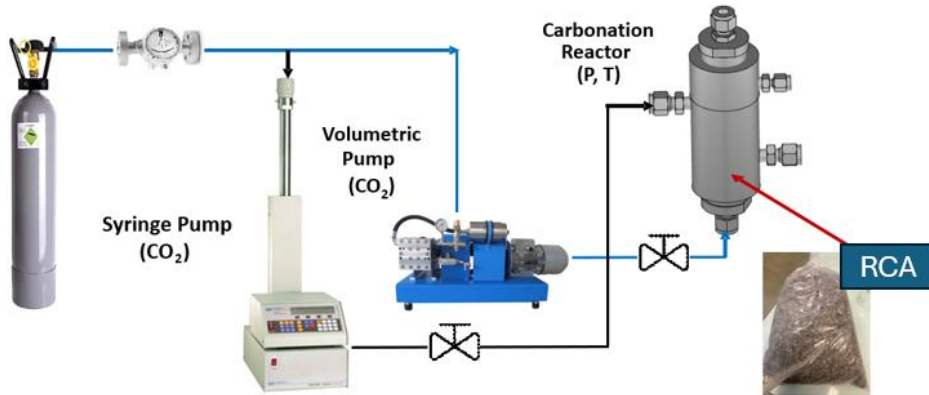 Carbonation
Reactor
(P, T)
Volumetric
Pump
(CO₂)
Syringe Pump
(CO₂)
RCA